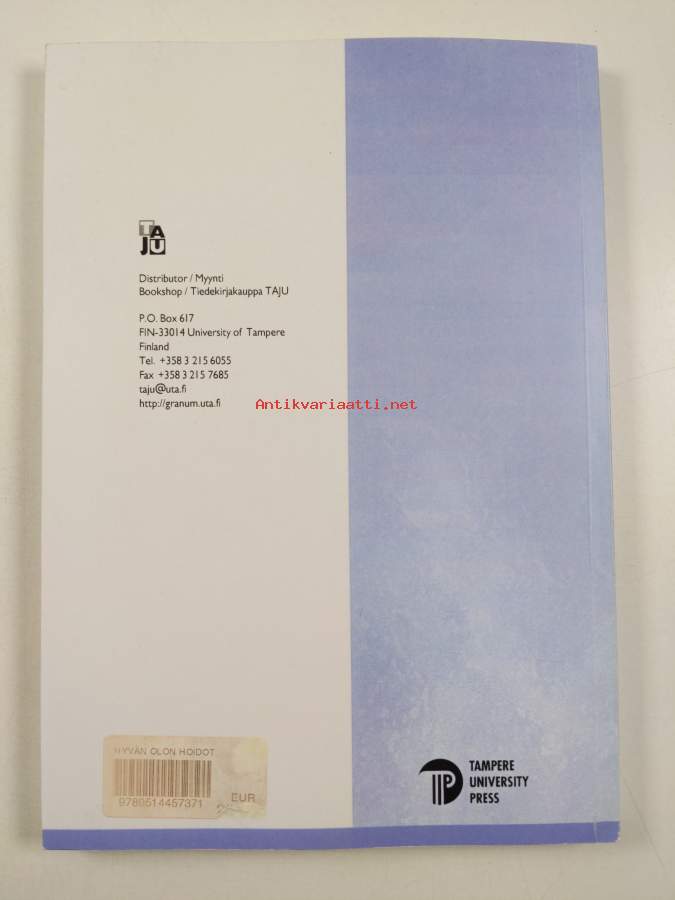 TA
JU
Distributor / Myynti
Bookshop / Tiedekirjakauppa TAJU
P.O. Box 617
FIN-33014 University of Tampere
Finland
Tel. +358 3 215 6055
Fax +358 3 215 7685
taju@uta.fi
http://granum.uta.fi
Antikvariaatti.net
HYVÄN OLON HOIDOT
9780514457371
EUR
TAMPERE
UNIVERSITY
PRESS